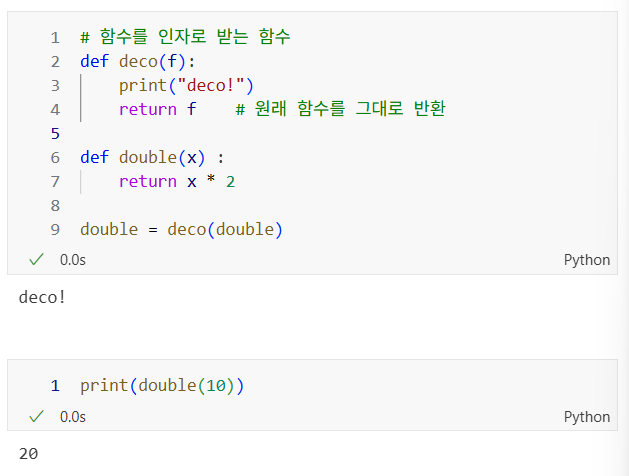 1 # 함수를 인자로 받는 함수
2 def deco(f):
3     print("deco!")
4     return f    # 원래 함수를 그대로 반환
5
6 def double(x) :
7     return x * 2
8
9 double = deco(double)
✓ 0.0s Python
deco!
1 print(double(10))
✓ 0.0s Python
20